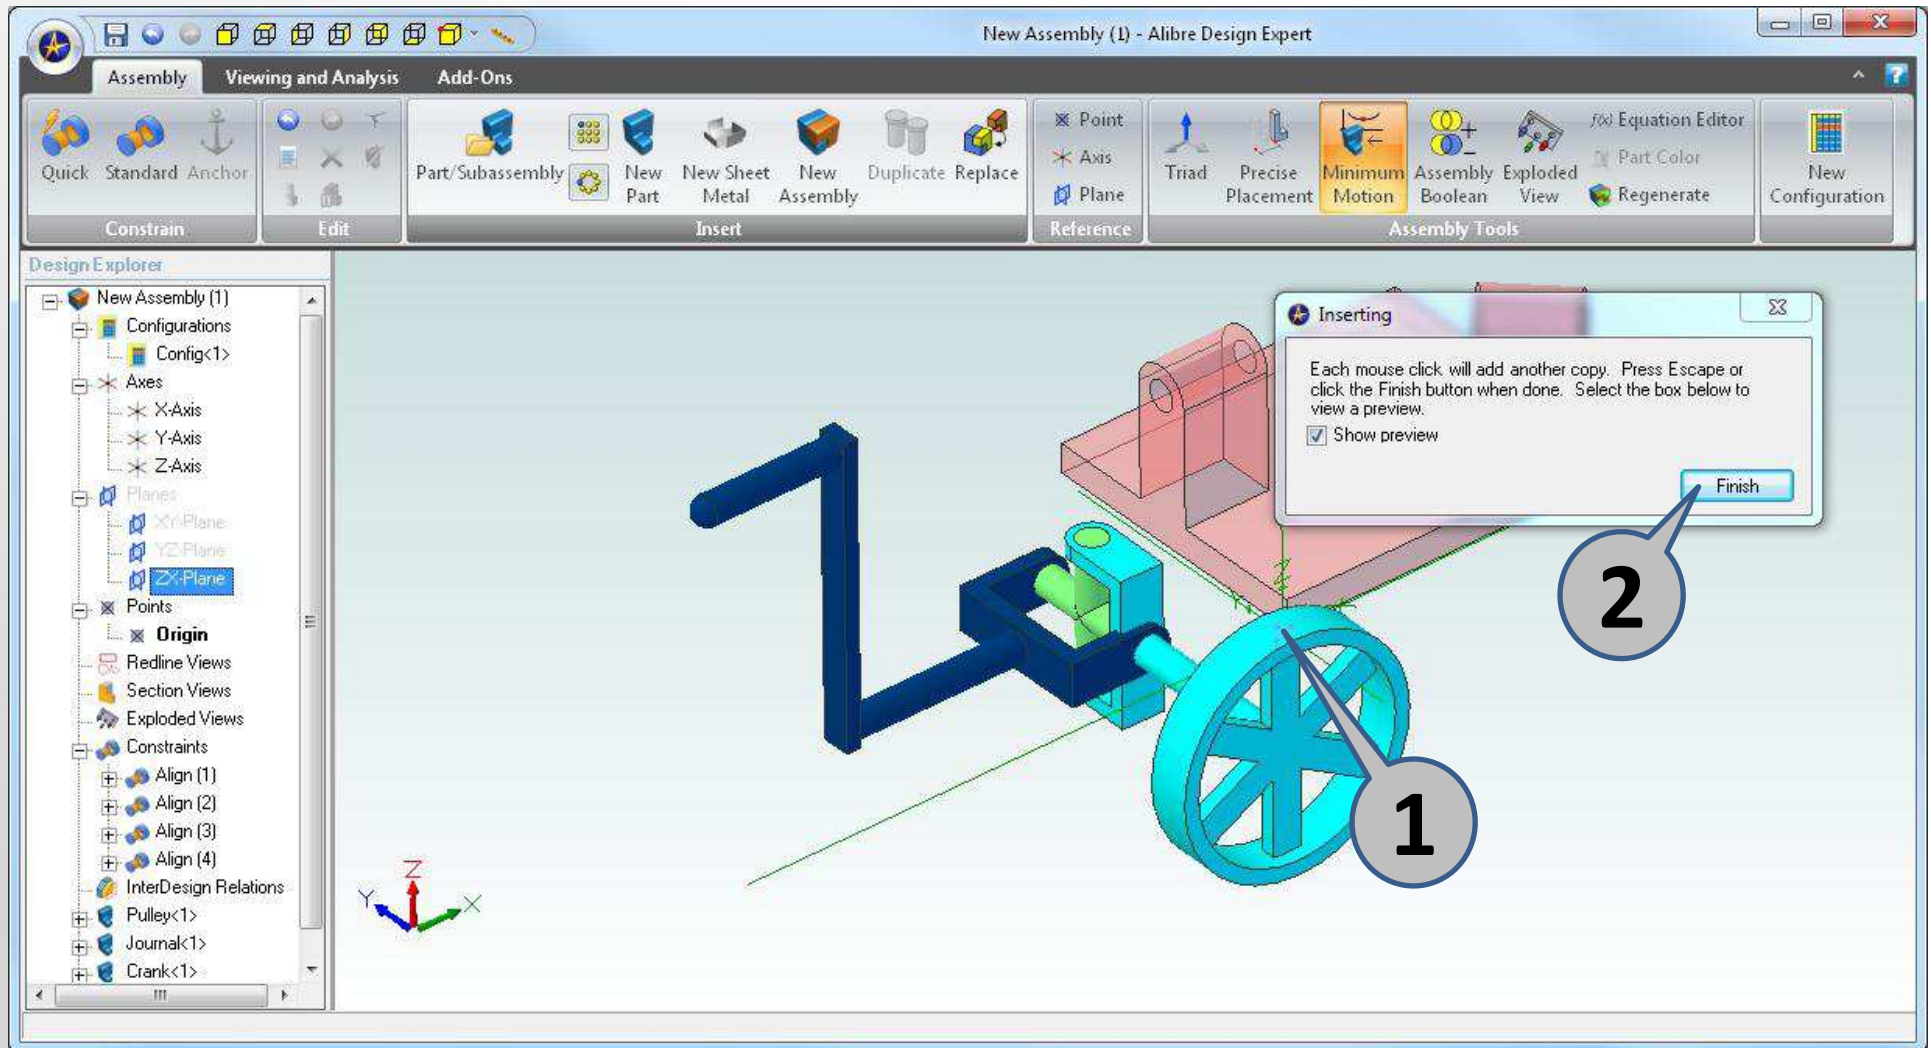 New Assembly (1) - Alibre Design Expert
Assembly
Viewing and Analysis
Add-Ons
Quick
Standard
Anchor
Constrain
Edit
Part/Subassembly
New
Part
New Sheet
Metal
New
Assembly
Duplicate
Replace
Insert
Point
Axis
Plane
Reference
Triad
Precise
Placement
Minimum
Motion
Assembly
Boolean
Exploded
View
f(x) Equation Editor
Part Color
Regenerate
Assembly Tools
New
Configuration
Design Explorer
New Assembly (1)
Configurations
Config<1>
Axes
X-Axis
Y-Axis
Z-Axis
Planes
XY-Plane
YZ-Plane
ZX-Plane
Points
Origin
Redline Views
Section Views
Exploded Views
Constraints
Align (1)
Align (2)
Align (3)
Align (4)
InterDesign Relations
Pulley<1>
Journal<1>
Crank<1>
Inserting
Each mouse click will add another copy. Press Escape or
click the Finish button when done. Select the box below to
view a preview.
Show preview
Finish
2
1
Z
Y
X